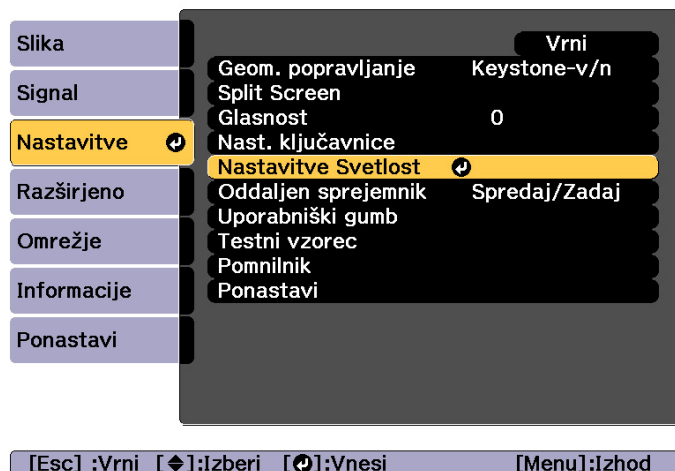 Slika
Signal
Nastavitve
Razširjeno
Omrežje
Informacije
Ponastavi
Vrni
Geom. popravljanje Keystone-v/n
Split Screen
Glasnost 0
Nast. ključavnice
Nastavitve Svetlost
Oddaljen sprejemnik Spredaj/Zadaj
Uporabniški gumb
Testni vzorec
Pomnilnik
Ponastavi
[Esc] :Vrni [◆]:Izberi [↵]:Vnesi [Menu]:Izhod